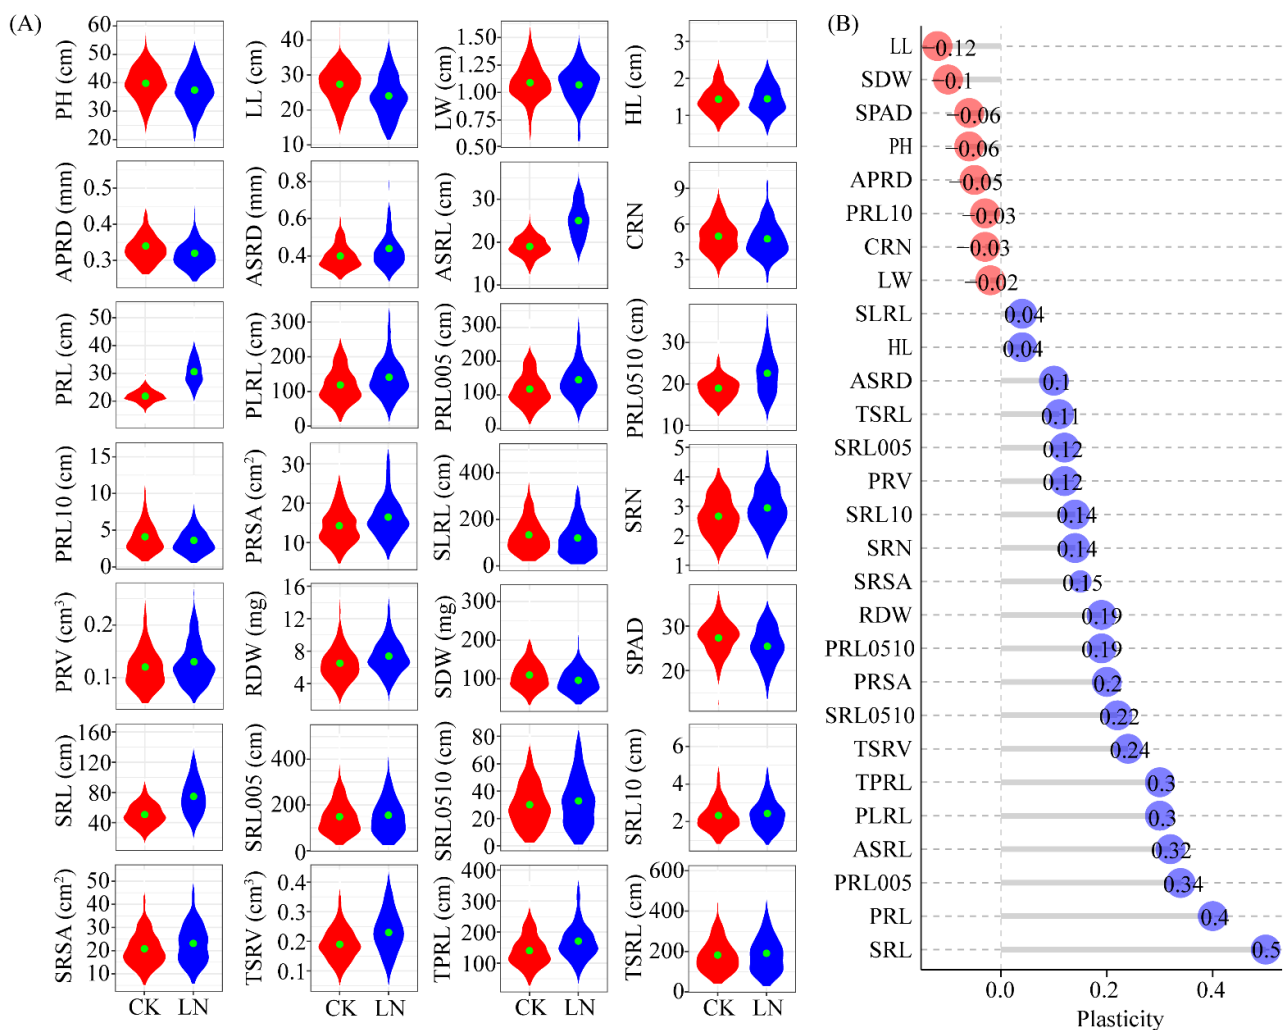 (A)
PH (cm)
60
50
40
30
20
LL (cm)
40
30
20
10
LW (cm)
1.50
1.25
1.00
0.75
0.50
HL (cm)
3
2
1
APRD (mm)
0.5
0.4
0.3
ASRD (mm)
0.8
0.6
0.4
ASRL (cm)
30
20
10
CRN
9
6
3
PRL (cm)
50
40
30
20
PLRL (cm)
300
200
100
0
PRL005 (cm)
300
200
100
0
PRL0510 (cm)
30
20
10
PRL10 (cm)
15
10
5
0
PRSA (cm²)
30
20
10
SLRL (cm)
400
200
0
SRN
5
4
3
2
1
PRV (cm³)
0.2
0.1
RDW (mg)
16
12
8
4
SDW (mg)
300
200
100
SPAD
30
20
SRL (cm)
160
120
80
40
SRL005 (cm)
400
200
0
SRL0510 (cm)
80
60
40
20
0
SRL10 (cm)
6
4
2
SRSA (cm²)
50
40
30
20
10
TSRV (cm³)
0.4
0.3
0.2
0.1
TPRL (cm)
400
300
200
100
TSRL (cm)
600
400
200
0
CK LN
CK LN
CK LN
CK LN
(B)
LL −0.12
SDW −0.1
SPAD −0.06
PH −0.06
APRD −0.05
PRL10 −0.03
CRN −0.03
LW −0.02
SLRL 0.04
HL 0.04
ASRD 0.1
TSRL 0.11
SRL005 0.12
PRV 0.12
SRL10 0.14
SRN 0.14
SRSA 0.15
RDW 0.19
PRL0510 0.19
PRSA 0.2
SRL0510 0.22
TSRV 0.24
TPRL 0.3
PLRL 0.3
ASRL 0.32
PRL005 0.34
PRL 0.4
SRL 0.5
0.0 0.2 0.4
Plasticity